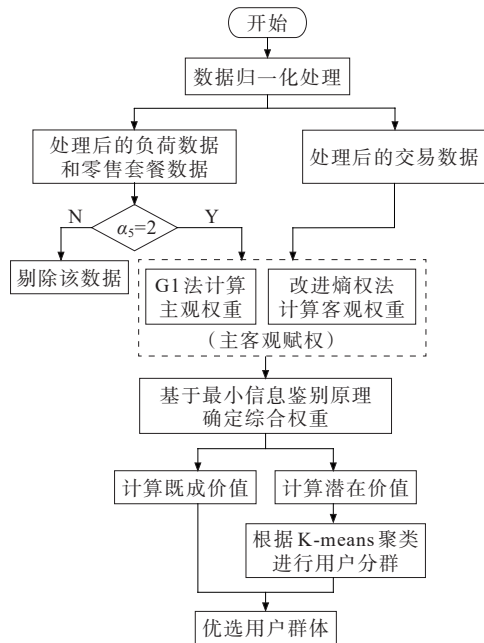 开始
数据归一化处理
处理后的负荷数据
和零售套餐数据
处理后的交易数据
N
α5=2
Y
剔除该数据
G1法计算
主观权重
改进熵权法
计算客观权重
（主客观赋权）
基于最小信息鉴别原理
确定综合权重
计算既成价值
计算潜在价值
根据K-means聚类
进行用户分群
优选用户群体